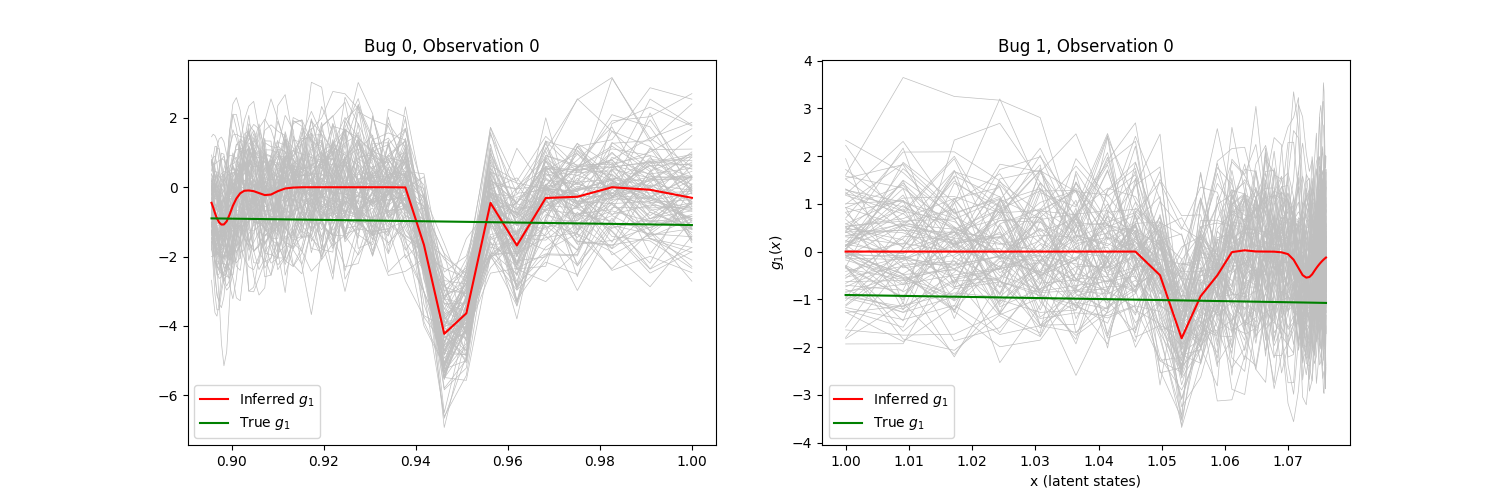 Bug 0, Observation 0
2
0
−2
−4
−6
Inferred g₁
True g₁
0.90 0.92 0.94 0.96 0.98 1.00
Bug 1, Observation 0
4
3
2
1
0
−1
−2
−3
−4
g₁(x)
Inferred g₁
True g₁
1.00 1.01 1.02 1.03 1.04 1.05 1.06 1.07
x (latent states)